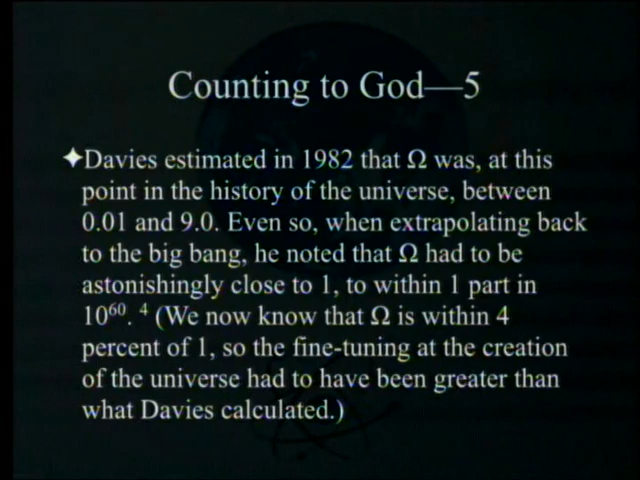 Counting to God—5
✦Davies estimated in 1982 that Ω was, at this
point in the history of the universe, between
0.01 and 9.0. Even so, when extrapolating back
to the big bang, he noted that Ω had to be
astonishingly close to 1, to within 1 part in
10⁶⁰. ⁴ (We now know that Ω is within 4
percent of 1, so the fine-tuning at the creation
of the universe had to have been greater than
what Davies calculated.)